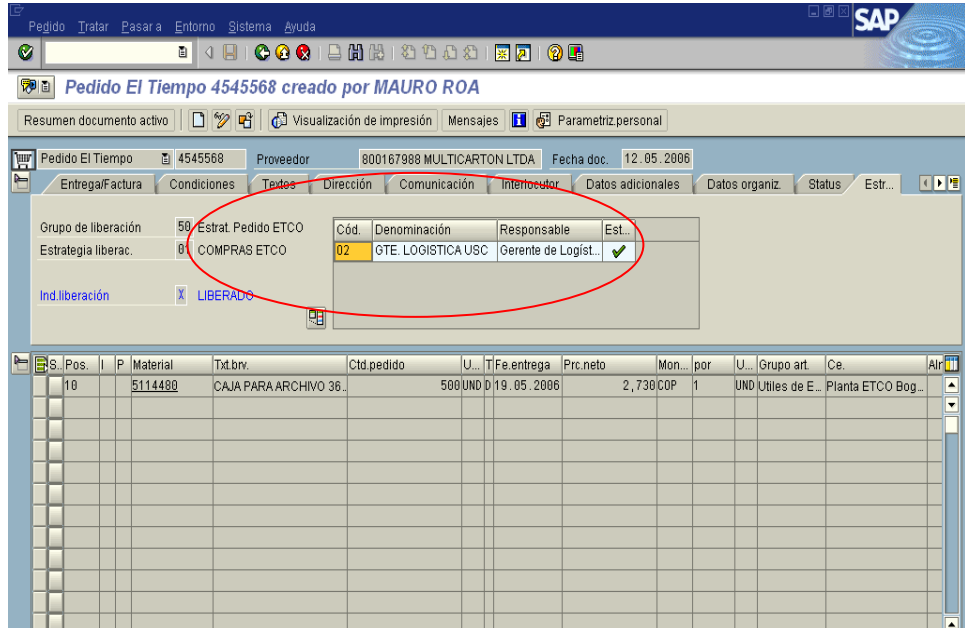 Pedido Tratar Pasar a Entorno Sistema Ayuda
SAP
Pedido El Tiempo 4545568 creado por MAURO ROA
Resumen documento activo Visualización de impresión Mensajes Parametriz.personal
Pedido El Tiempo 4545568 Proveedor 800167988 MULTICARTON LTDA Fecha doc. 12.05.2006
Entrega/Factura Condiciones Textos Dirección Comunicación Interlocutor Datos adicionales Datos organiz. Status Estr...
Grupo de liberación 50 Estrat. Pedido ETCO Cód. Denominación Responsable Est...
Estrategia liberac. 01 COMPRAS ETCO 02 GTE. LOGISTICA USC Gerente de Logíst...
Ind.liberación X LIBERADO
S.. Pos. I P Material Txt.brv. Ctd.pedido U... T Fe.entrega Prc.neto Mon... por U... Grupo art. Ce. Alr
10 5114480 CAJA PARA ARCHIVO 36.. 500 UND D 19.05.2006 2,730 COP 1 UND Utiles de E... Planta ETCO Bog...